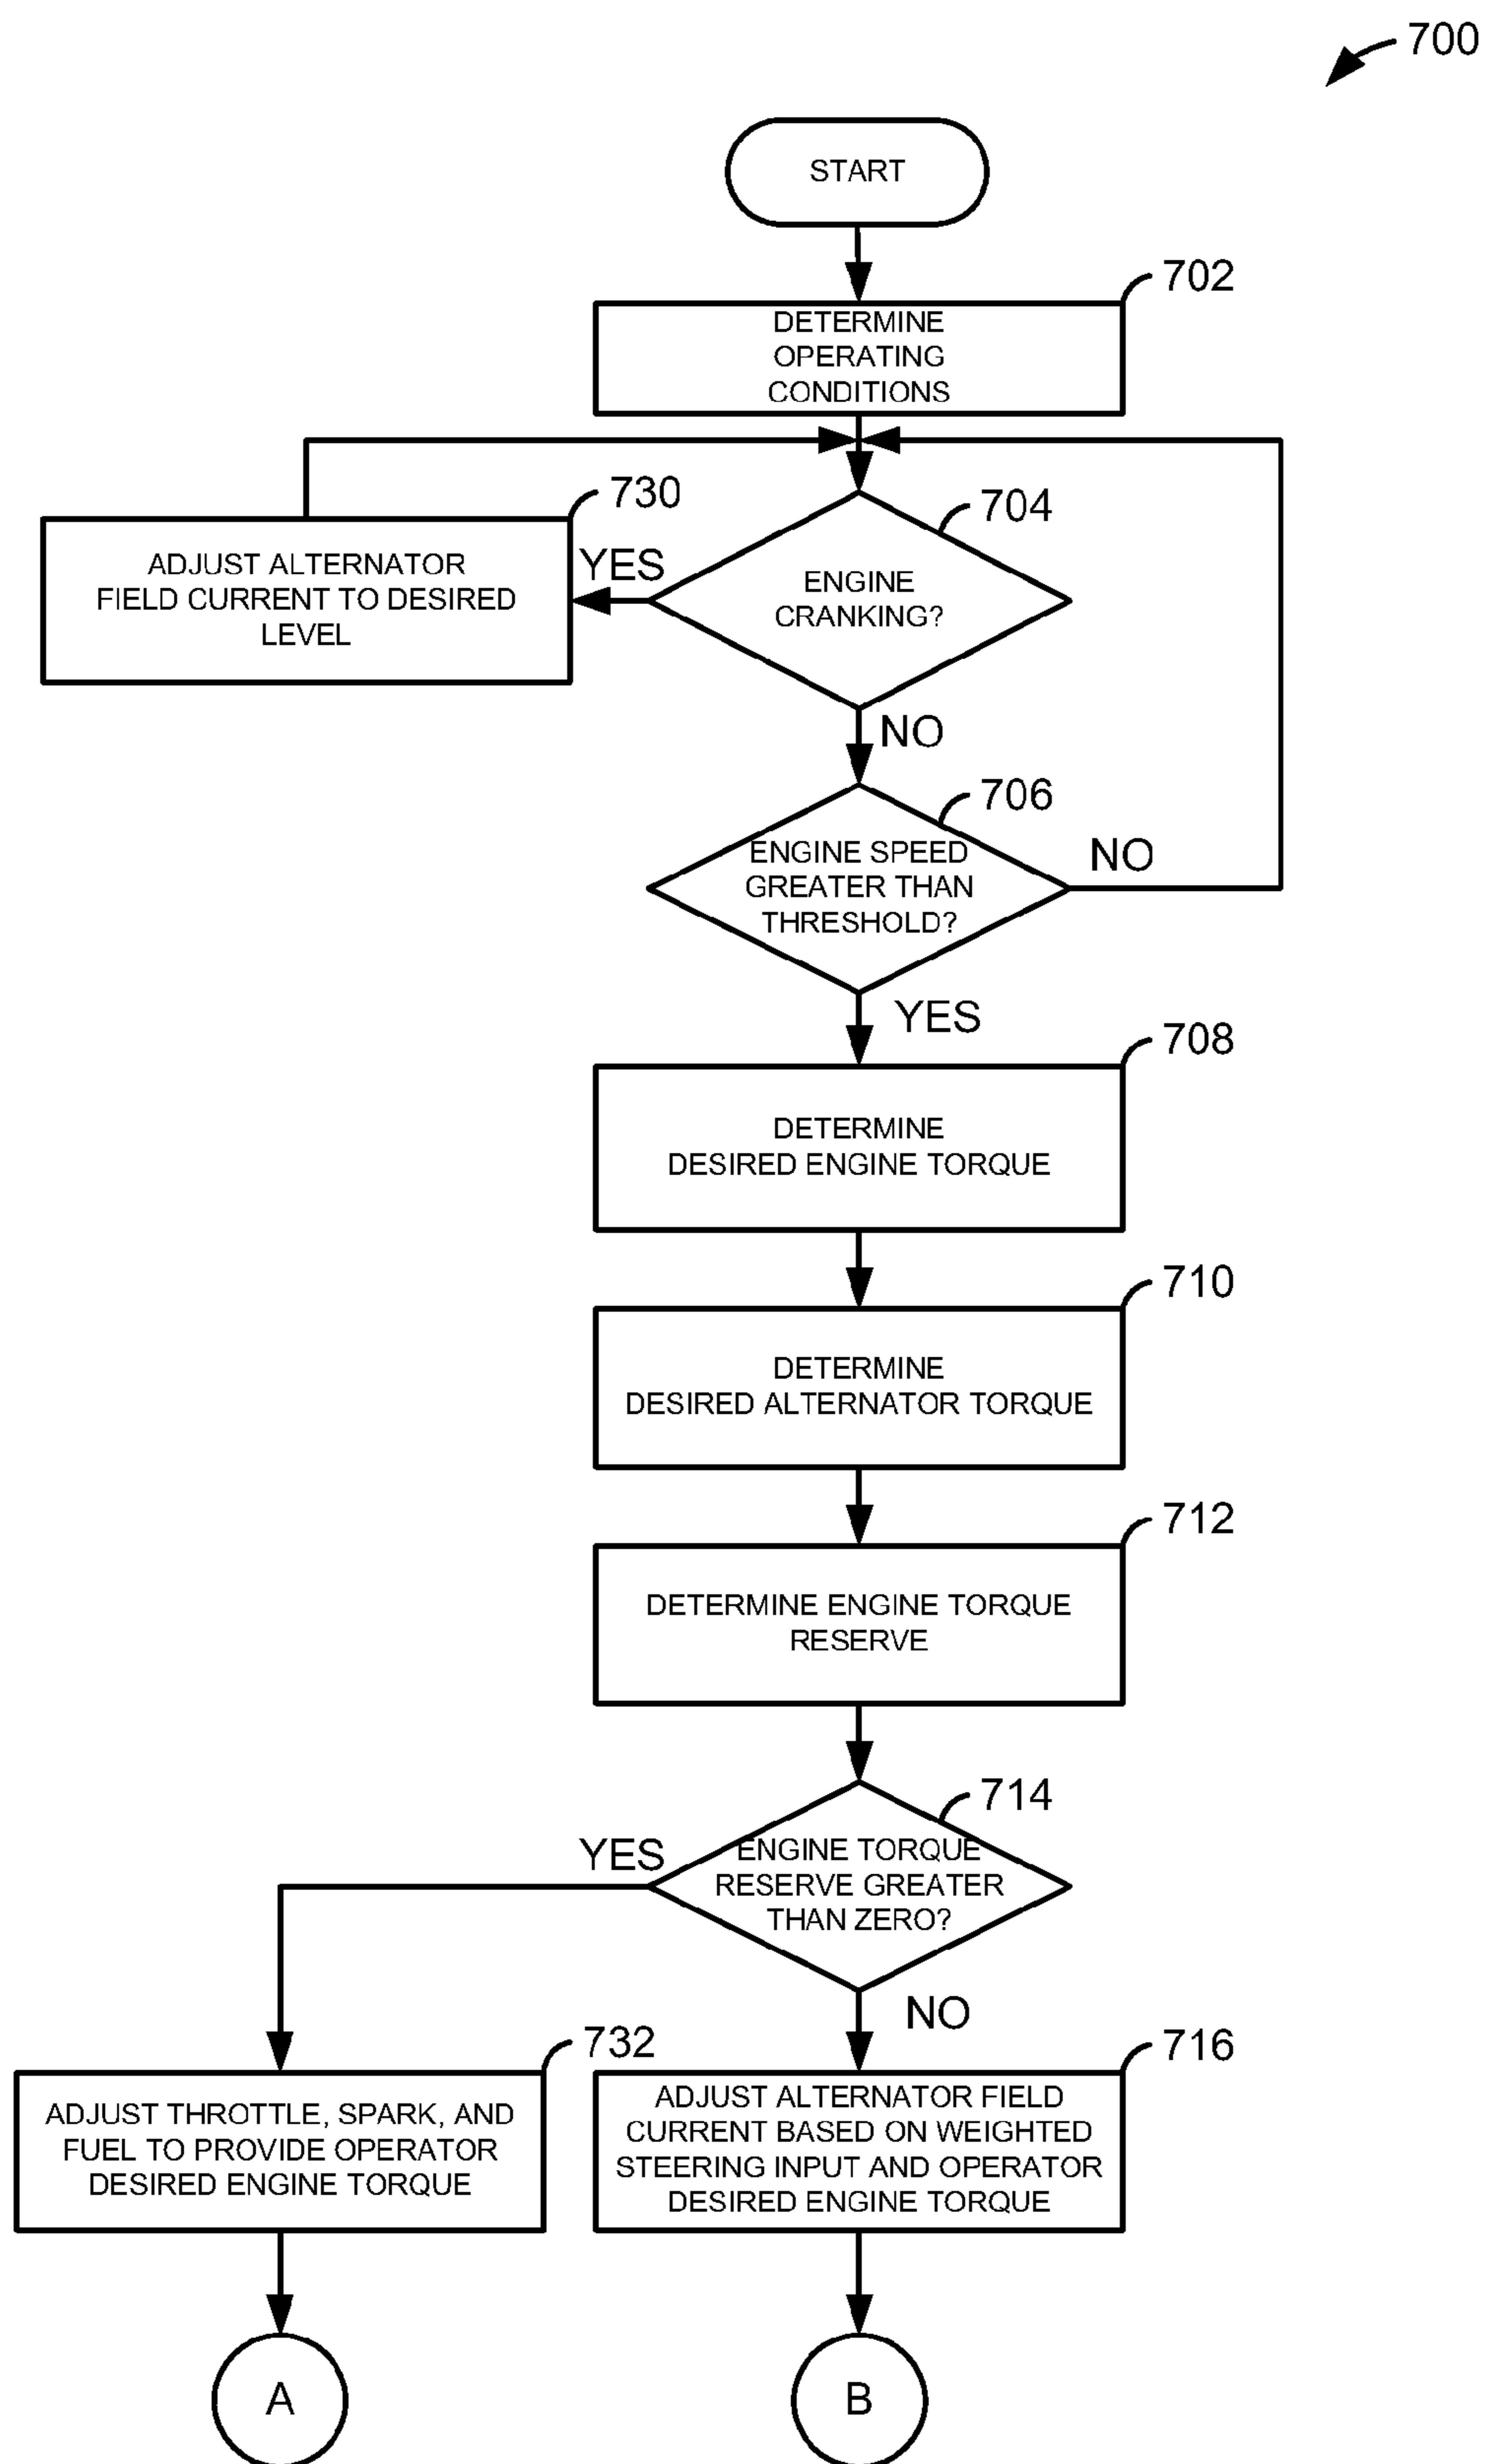 700
START
702
DETERMINE
OPERATING
CONDITIONS
730
704
ADJUST ALTERNATOR
FIELD CURRENT TO DESIRED
LEVEL
YES
ENGINE
CRANKING?
NO
706
ENGINE SPEED
GREATER THAN
THRESHOLD?
NO
YES
708
DETERMINE
DESIRED ENGINE TORQUE
710
DETERMINE
DESIRED ALTERNATOR TORQUE
712
DETERMINE ENGINE TORQUE
RESERVE
714
YES
ENGINE TORQUE
RESERVE GREATER
THAN ZERO?
NO
732
716
ADJUST THROTTLE, SPARK, AND
FUEL TO PROVIDE OPERATOR
DESIRED ENGINE TORQUE
ADJUST ALTERNATOR FIELD
CURRENT BASED ON WEIGHTED
STEERING INPUT AND OPERATOR
DESIRED ENGINE TORQUE
A
B